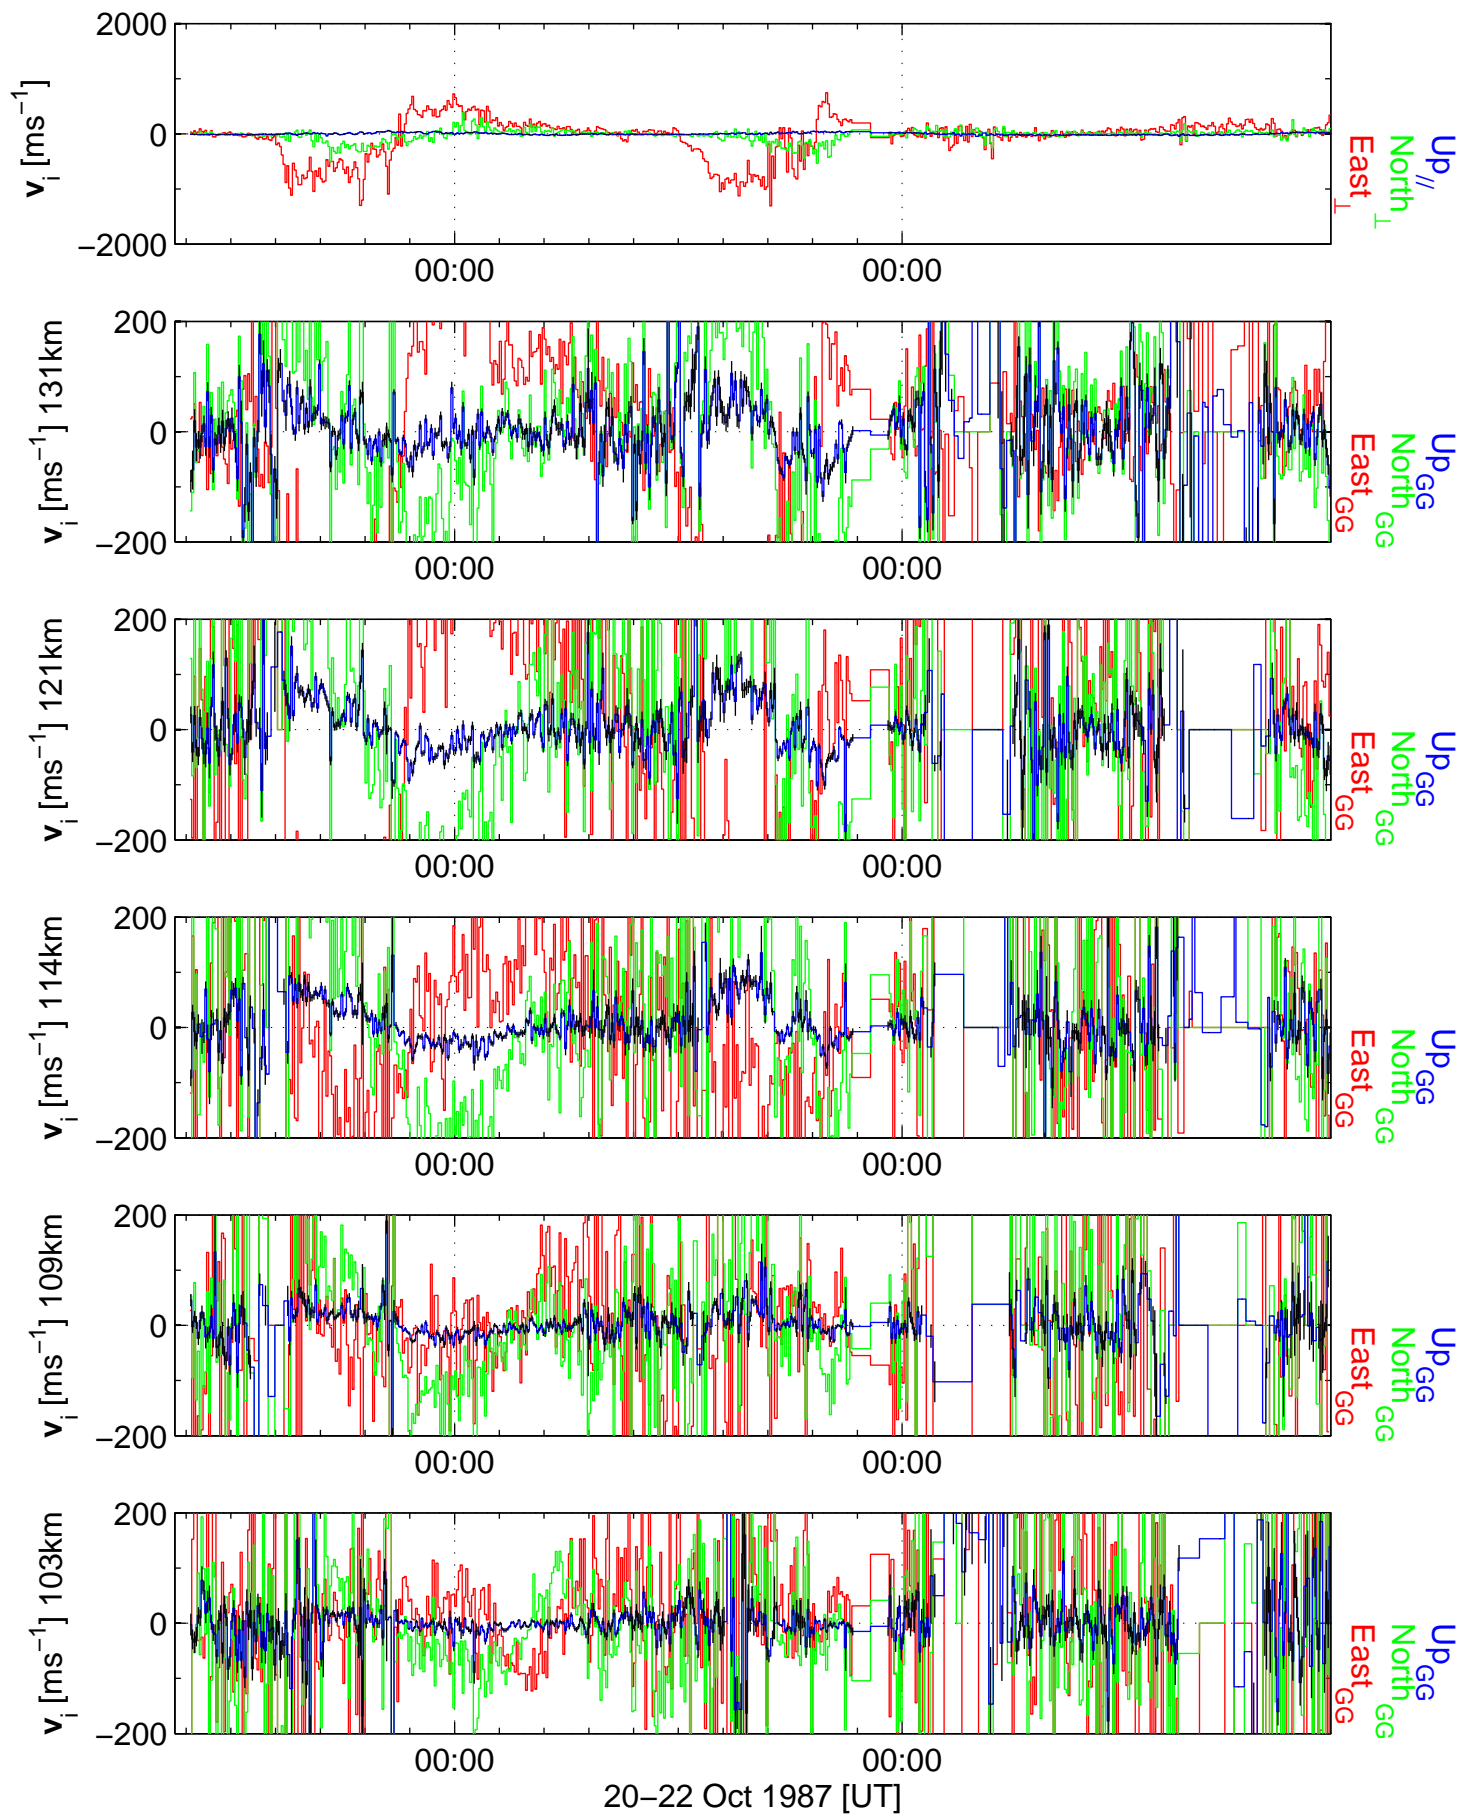 2000
0
−2000
v_i [ms⁻¹]
00:00 00:00
Up_//
North_⊥
East_⊥
200
0
−200
v_i [ms⁻¹] 131km
00:00 00:00
Up_GG
North_GG
East_GG
200
0
−200
v_i [ms⁻¹] 121km
00:00 00:00
Up_GG
North_GG
East_GG
200
0
−200
v_i [ms⁻¹] 114km
00:00 00:00
Up_GG
North_GG
East_GG
200
0
−200
v_i [ms⁻¹] 109km
00:00 00:00
Up_GG
North_GG
East_GG
200
0
−200
v_i [ms⁻¹] 103km
00:00 00:00
Up_GG
North_GG
East_GG
20−22 Oct 1987 [UT]